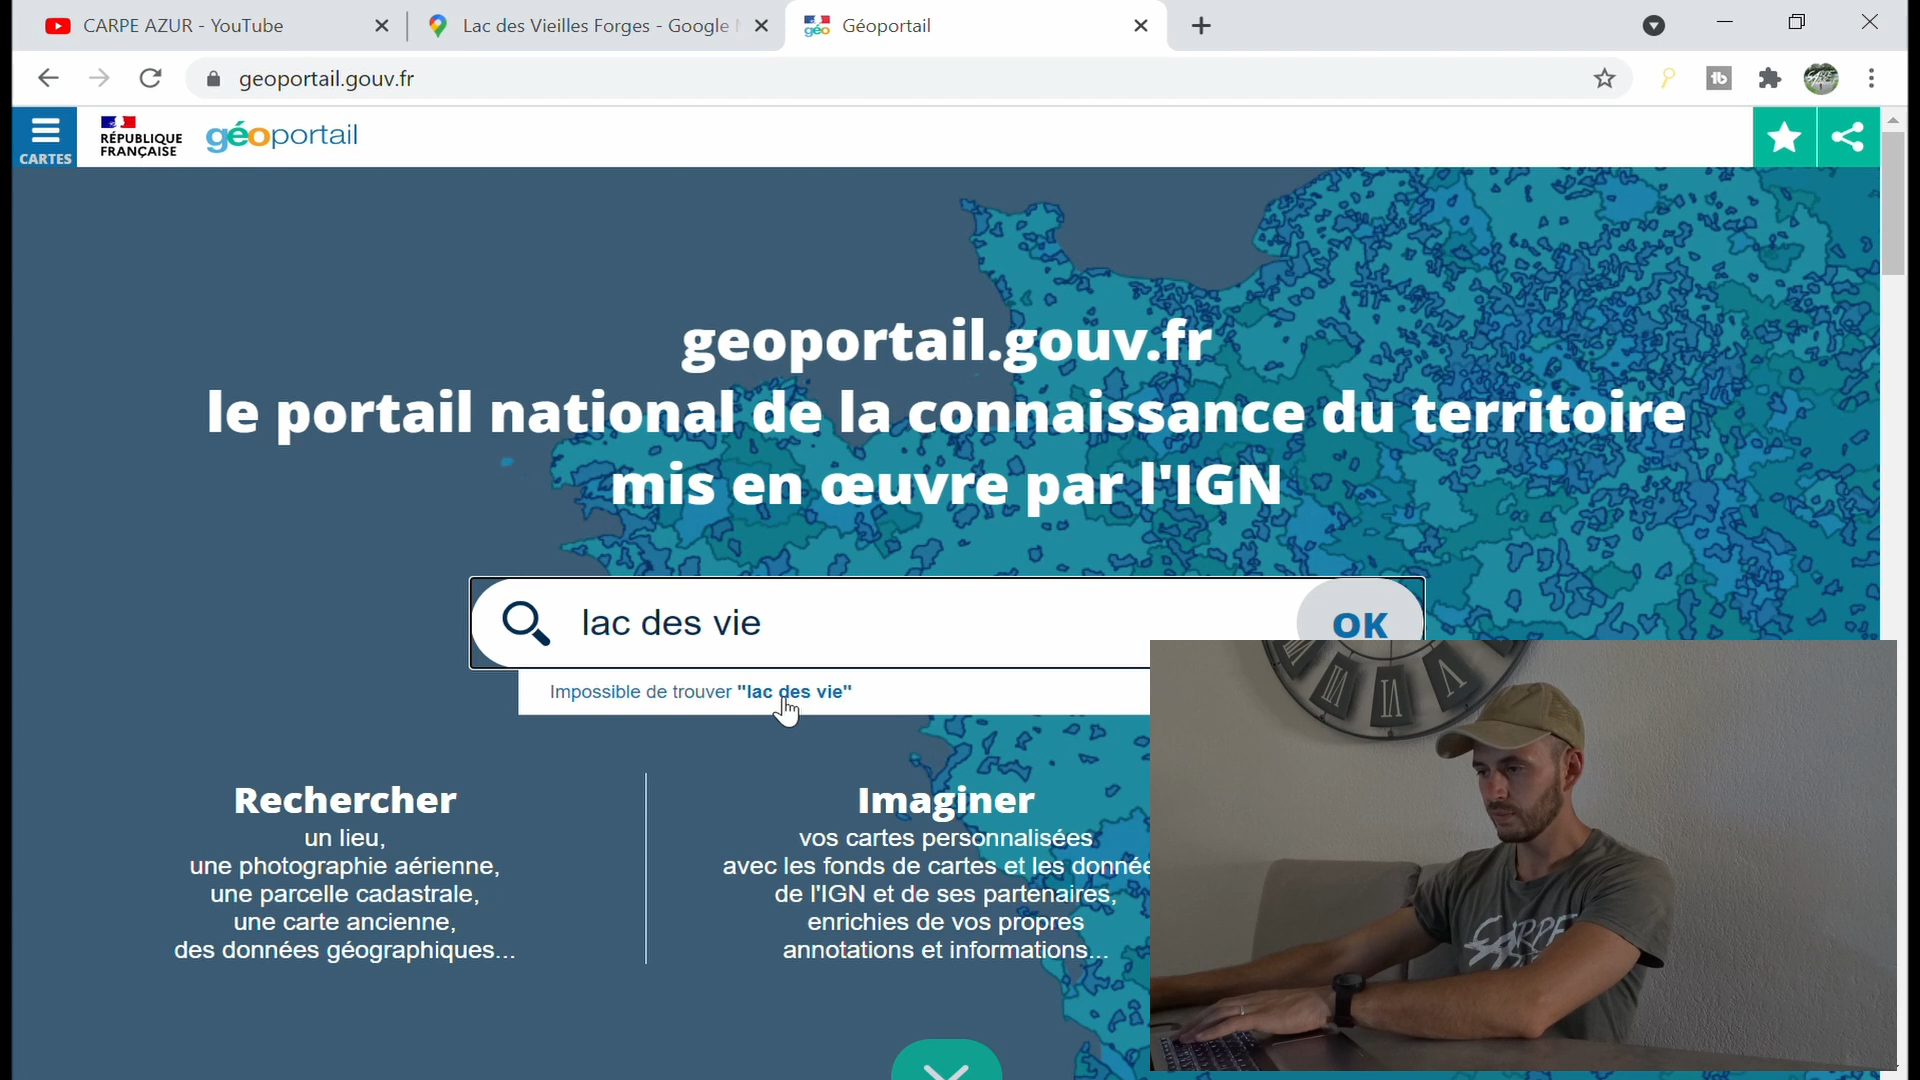 CARPE AZUR - YouTube
Lac des Vieilles Forges - Google
Géoportail
geoportail.gouv.fr
CARTES
RÉPUBLIQUE
FRANÇAISE
géoportail
geoportail.gouv.fr
le portail national de la connaissance du territoire
mis en œuvre par l'IGN
lac des vie
OK
Impossible de trouver "lac des vie"
Rechercher
un lieu,
une photographie aérienne,
une parcelle cadastrale,
une carte ancienne,
des données géographiques...
Imaginer
vos cartes personnalisées
avec les fonds de cartes et les donnée
de l'IGN et de ses partenaires,
enrichies de vos propres
annotations et informations...